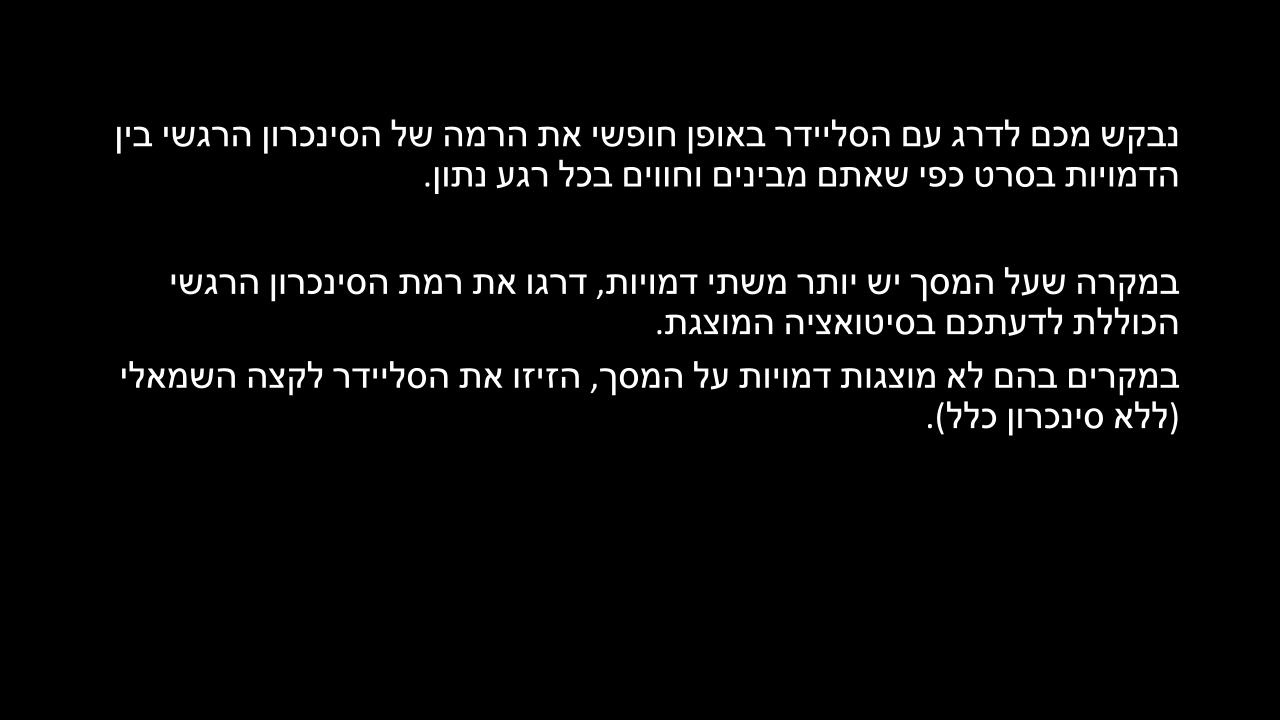 נבקש מכם לדרג עם הסליידר באופן חופשי את הרמה של הסינכרון הרגשי בין
הדמויות בסרט כפי שאתם מבינים וחווים בכל רגע נתון.
במקרה שעל המסך יש יותר משתי דמויות, דרגו את רמת הסינכרון הרגשי
הכוללת לדעתכם בסיטואציה המוצגת.
במקרים בהם לא מוצגות דמויות על המסך, הזיזו את הסליידר לקצה השמאלי
(ללא סינכרון כלל).